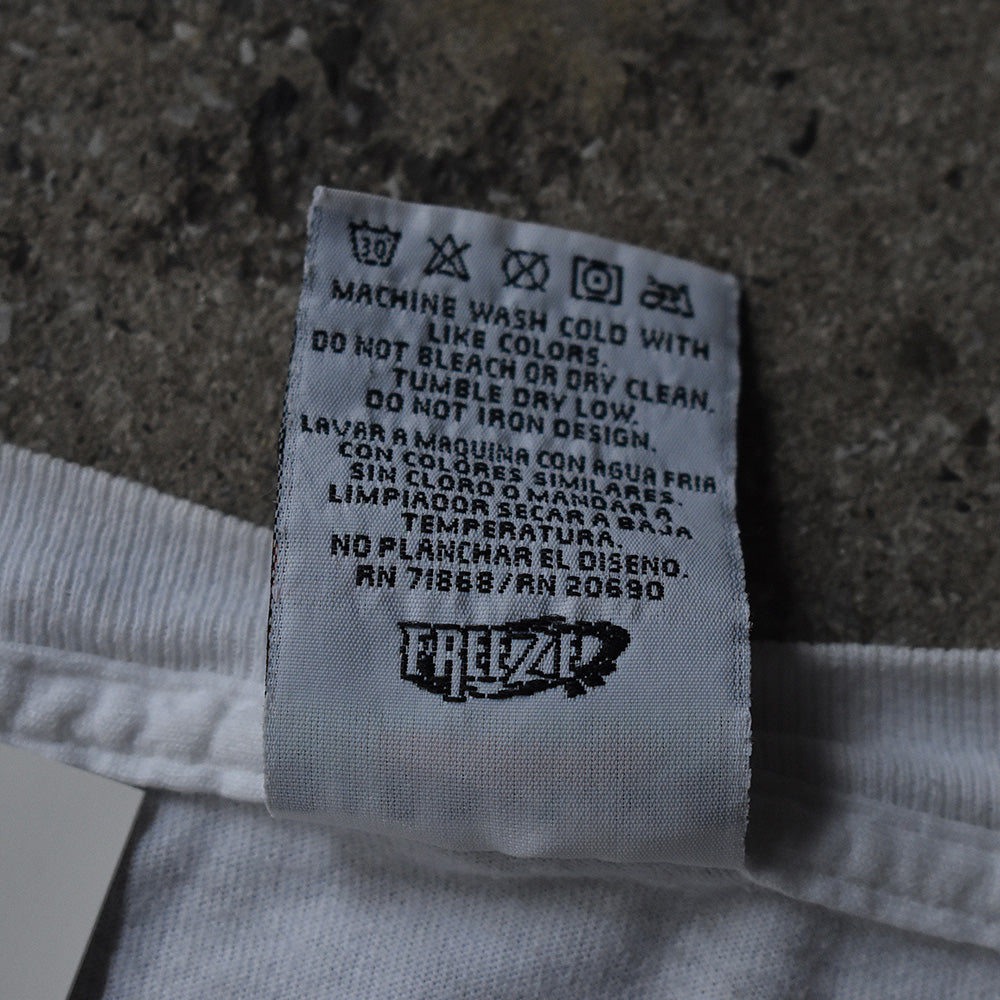 30
MACHINE WASH COLD WITH
LIKE COLORS.
DO NOT BLEACH OR DRY CLEAN.
TUMBLE DRY LOW.
DO NOT IRON DESIGN.
LAVAR A MAQUINA CON AGUA FRIA
CON COLORES SIMILARES.
SIN CLORO O MANDAR A
LIMPIADOR SECAR A BAJA
TEMPERATURA.
NO PLANCHAR EL DISENO.
RN 71868/RN 20690
FREEZE